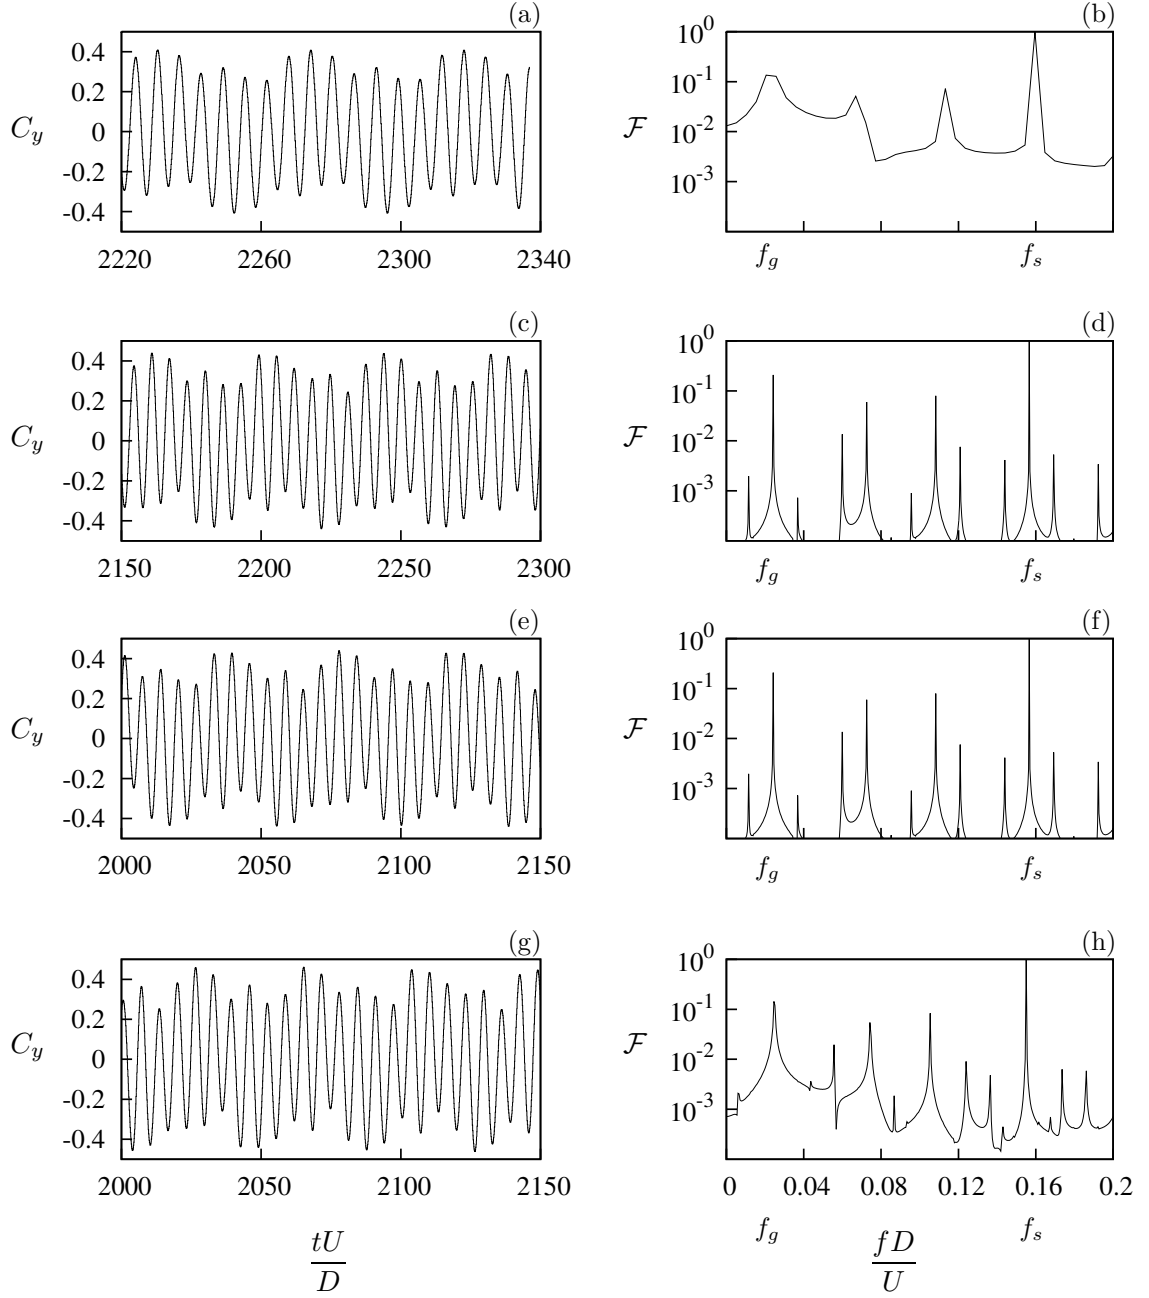 (a) (b)
0.4
0.2
0
-0.2
-0.4
C_y
2220 2260 2300 2340
10^0
10^-1
10^-2
10^-3
F
f_g f_s
(c) (d)
0.4
0.2
0
-0.2
-0.4
C_y
2150 2200 2250 2300
10^0
10^-1
10^-2
10^-3
F
f_g f_s
(e) (f)
0.4
0.2
0
-0.2
-0.4
C_y
2000 2050 2100 2150
10^0
10^-1
10^-2
10^-3
F
f_g f_s
(g) (h)
0.4
0.2
0
-0.2
-0.4
C_y
2000 2050 2100 2150
10^0
10^-1
10^-2
10^-3
F
0 0.04 0.08 0.12 0.16 0.2
f_g f_s
tU
D
fD
U